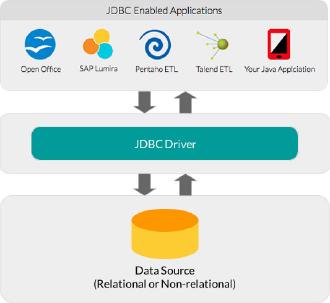 JDBC Enabled Applications
Open Office
SAP Lumira
Pentaho ETL
Talend ETL
Your Java Appiciation
JDBC Driver
Data Source
(Relational or Non-relational)